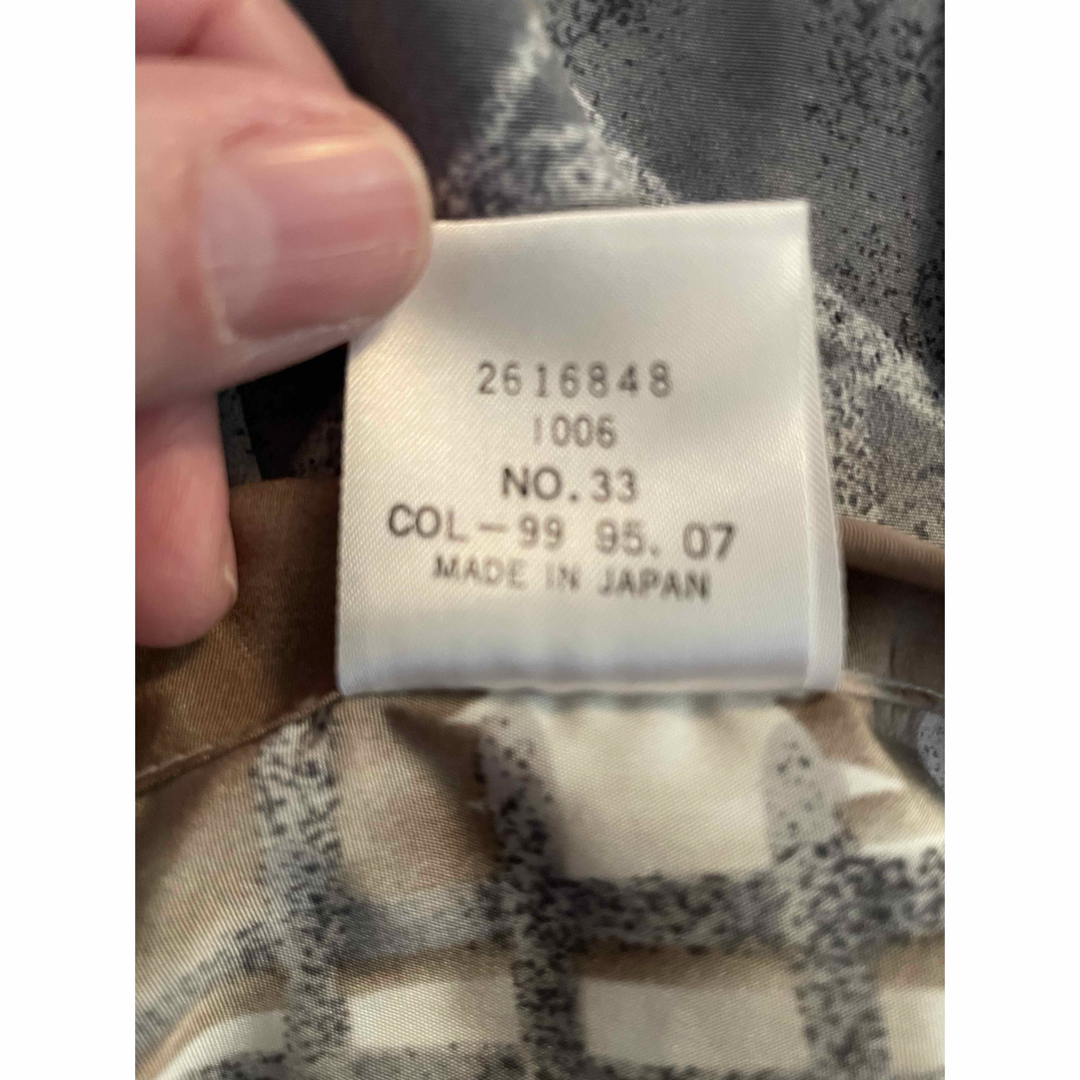 2616848
1006
NO.33
COL-99 95.07
MADE IN JAPAN